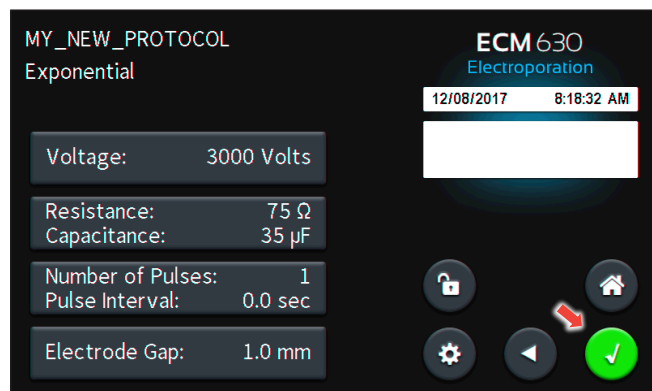 MY_NEW_PROTOCOL
Exponential
ECM 630
Electroporation
12/08/2017 8:18:32 AM
Voltage: 3000 Volts
Resistance: 75 Ω
Capacitance: 35 µF
Number of Pulses: 1
Pulse Interval: 0.0 sec
Electrode Gap: 1.0 mm